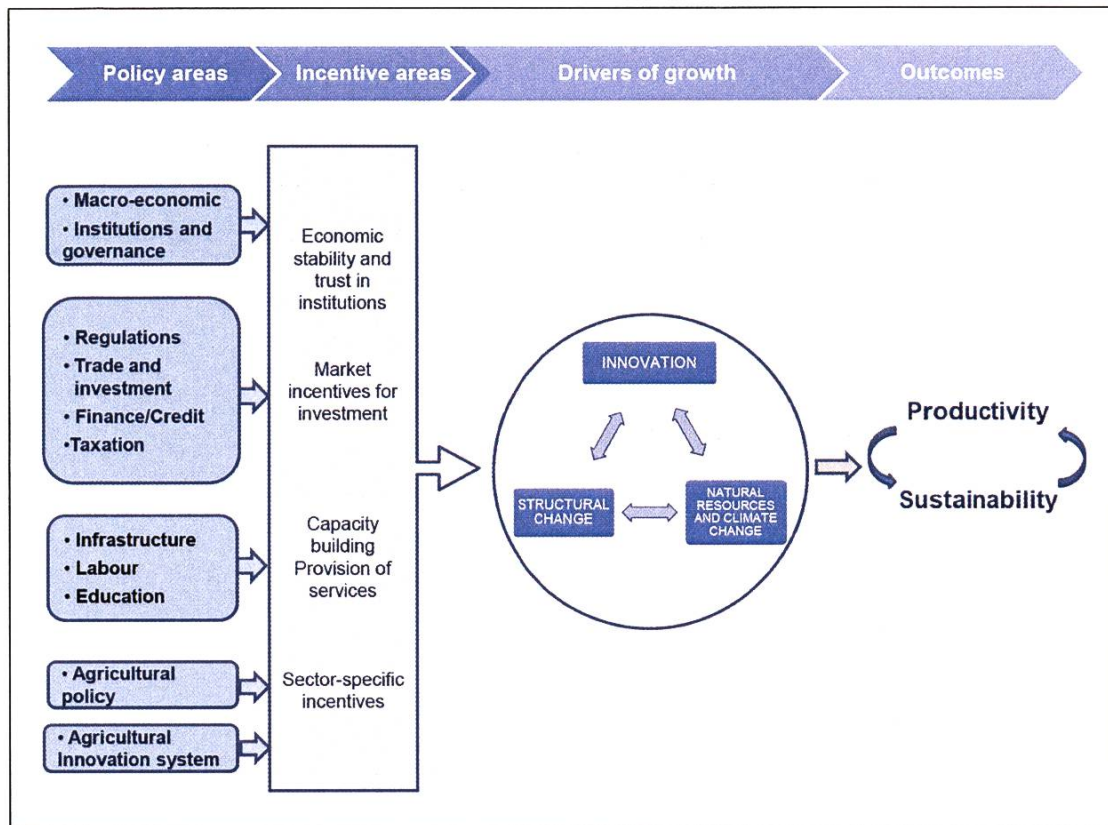 Policy areas
Incentive areas
Drivers of growth
Outcomes
• Macro-economic
• Institutions and
governance
• Regulations
• Trade and
investment
• Finance/Credit
•Taxation
• Infrastructure
• Labour
• Education
• Agricultural
policy
• Agricultural
Innovation system
Economic
stability and
trust in
institutions
Market
incentives for
investment
Capacity
building
Provision of
services
Sector-specific
incentives
INNOVATION
STRUCTURAL
CHANGE
NATURAL
RESOURCES
AND CLIMATE
CHANGE
Productivity
Sustainability